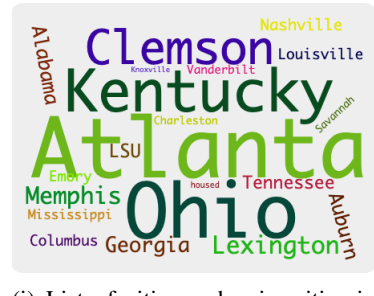 Nashville
Alabama
Clemson
Louisville
Knoxville
Vanderbilt
Kentucky
Savannah
Charleston
Atlanta
LSU
Emory
housed
Tennessee
Memphis
Ohio
Auburn
Mississippi
Columbus
Georgia
Lexington